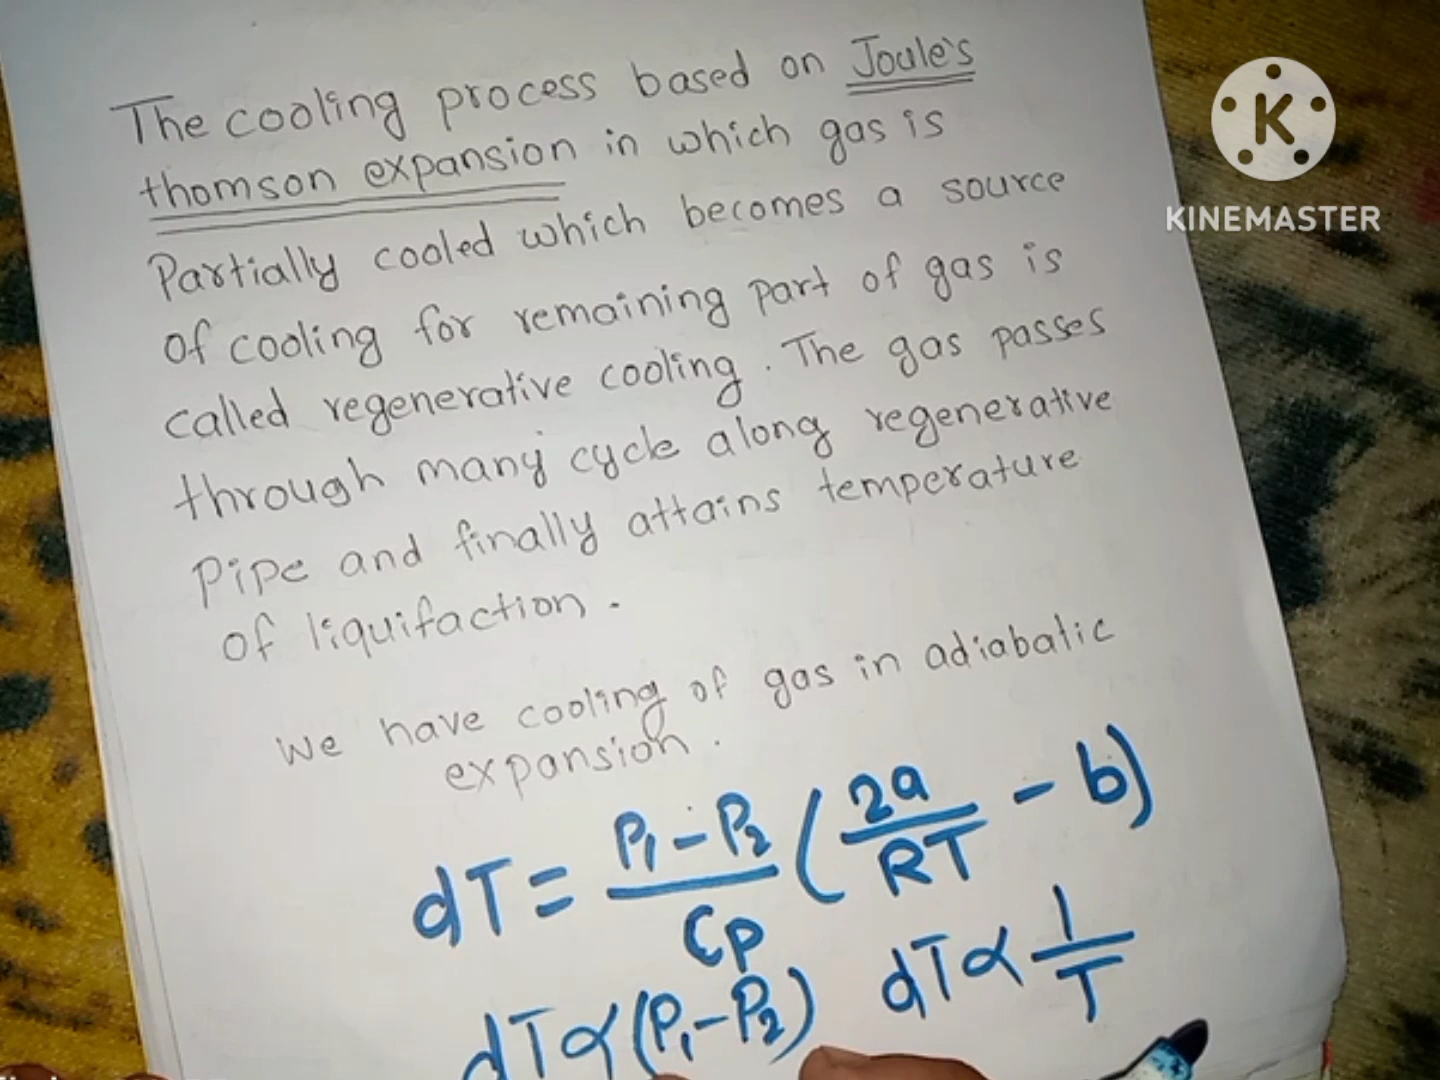 The cooling process based on Joule's
thomson expansion in which gas is
Partially cooled which becomes a source
of cooling for remaining part of gas is
called regenerative cooling. The gas passes
through many cycle along regenerative
Pipe and finally attains temperature
of liquifaction.
We have cooling of gas in adiabatic
expansion.
dT = P₁-P₂/Cp (2a/RT - b)
dT∝(P₁-P₂) dT∝1/T
K
KINEMASTER